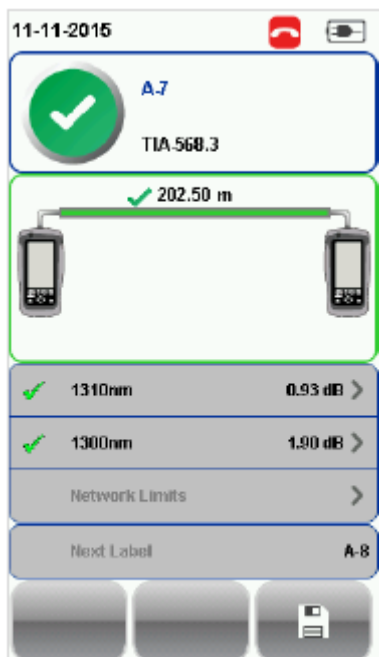 11-11-2015
A-7
TIA-568.3
202.50 m
1310nm 0.93 dB
1300nm 1.90 dB
Network Limits
Next Label A-8